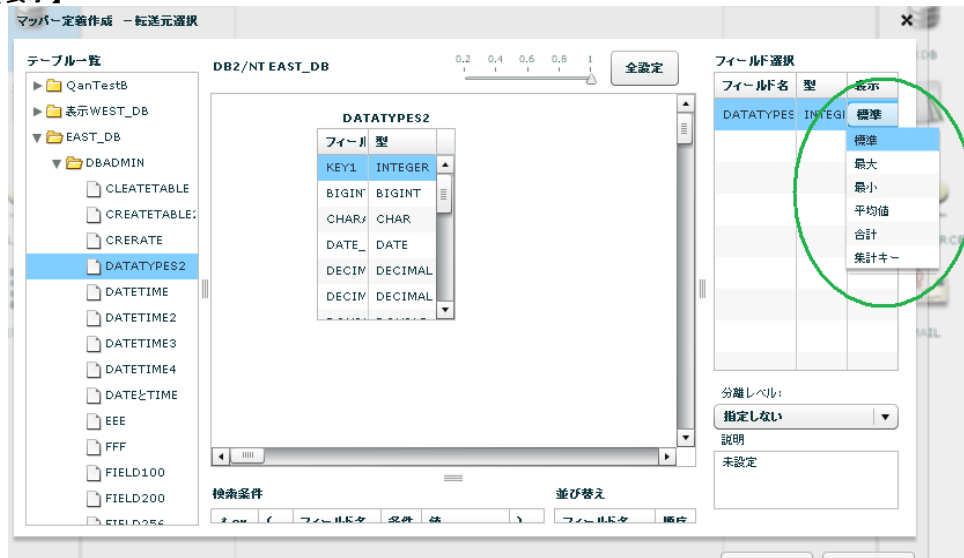 マッパー定義作成 －転送元選択
テーブル一覧
QanTestB
表示WEST_DB
EAST_DB
DBADMIN
CLEATETABLE
CREATETABLE2
CRERATE
DATATYPES2
DATETIME
DATETIME2
DATETIME3
DATETIME4
DATEとTIME
EEE
FFF
FIELD100
FIELD200
FIELD256
DB2/NT EAST_DB
0.2 0.4 0.6 0.8 1
全設定
DATATYPES2
フィール 型
KEY1 INTEGER
BIGIN BIGINT
CHAR CHAR
DATE_ DATE
DECIM DECIMAL
DECIM DECIMAL
検索条件
フィールド名 条件 値 )
並び替え
フィールド名 順序
フィールド選択
フィールド名 型 表示
DATATYPES INTEGI 標準
標準
最大
最小
平均値
合計
集計キー
分離レベル:
指定しない
説明
未設定